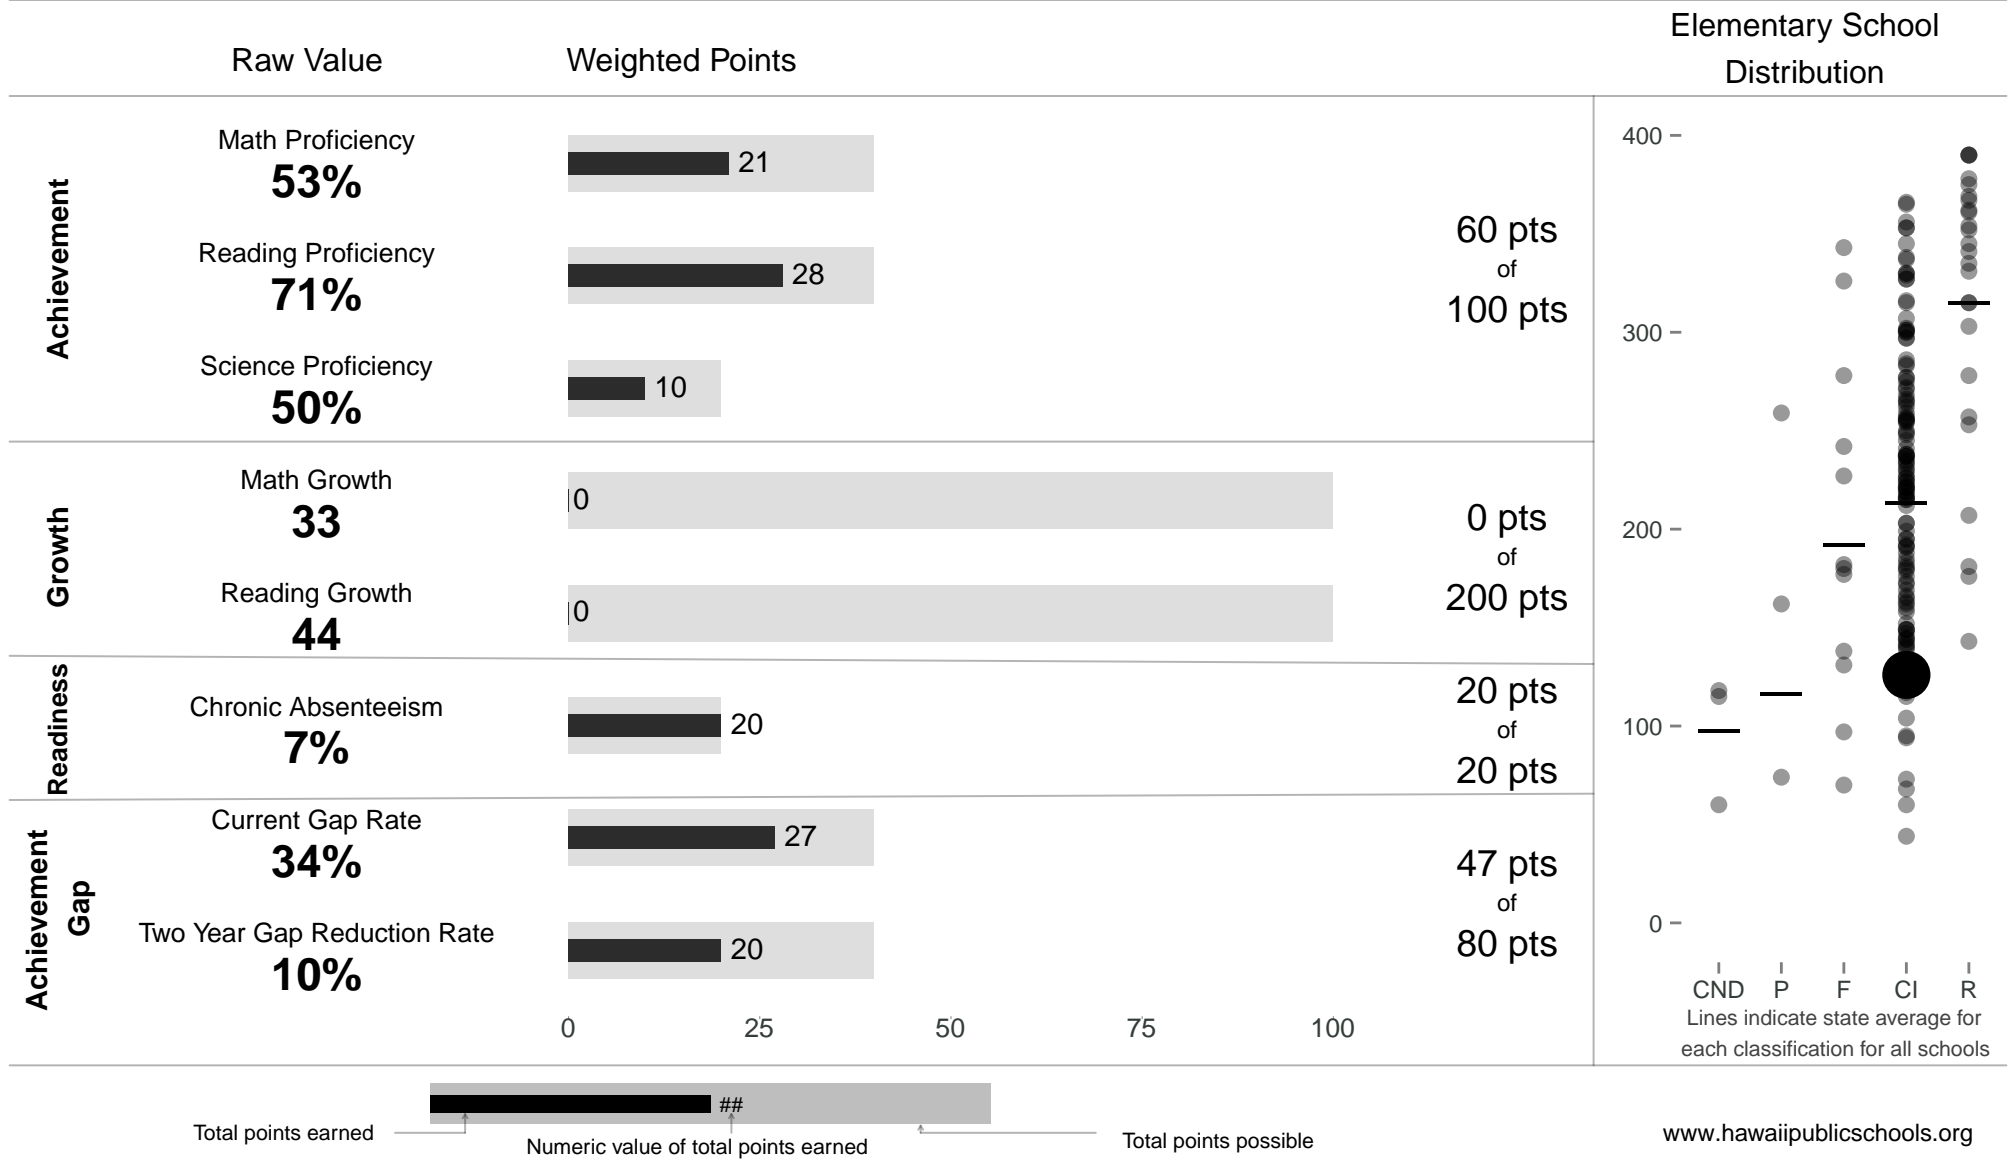 Raw Value
Weighted Points
Elementary School
Distribution
Achievement
Math Proficiency
53%
21
Reading Proficiency
71%
28
Science Proficiency
50%
10
60 pts
of
100 pts
Growth
Math Growth
33
0
Reading Growth
44
0
0 pts
of
200 pts
Readiness
Chronic Absenteeism
7%
20
20 pts
of
20 pts
Achievement
Gap
Current Gap Rate
34%
27
Two Year Gap Reduction Rate
10%
20
47 pts
of
80 pts
0 25 50 75 100
400
300
200
100
0
CND P F CI R
Lines indicate state average for
each classification for all schools
##
Total points earned
Numeric value of total points earned
Total points possible
www.hawaiipublicschools.org